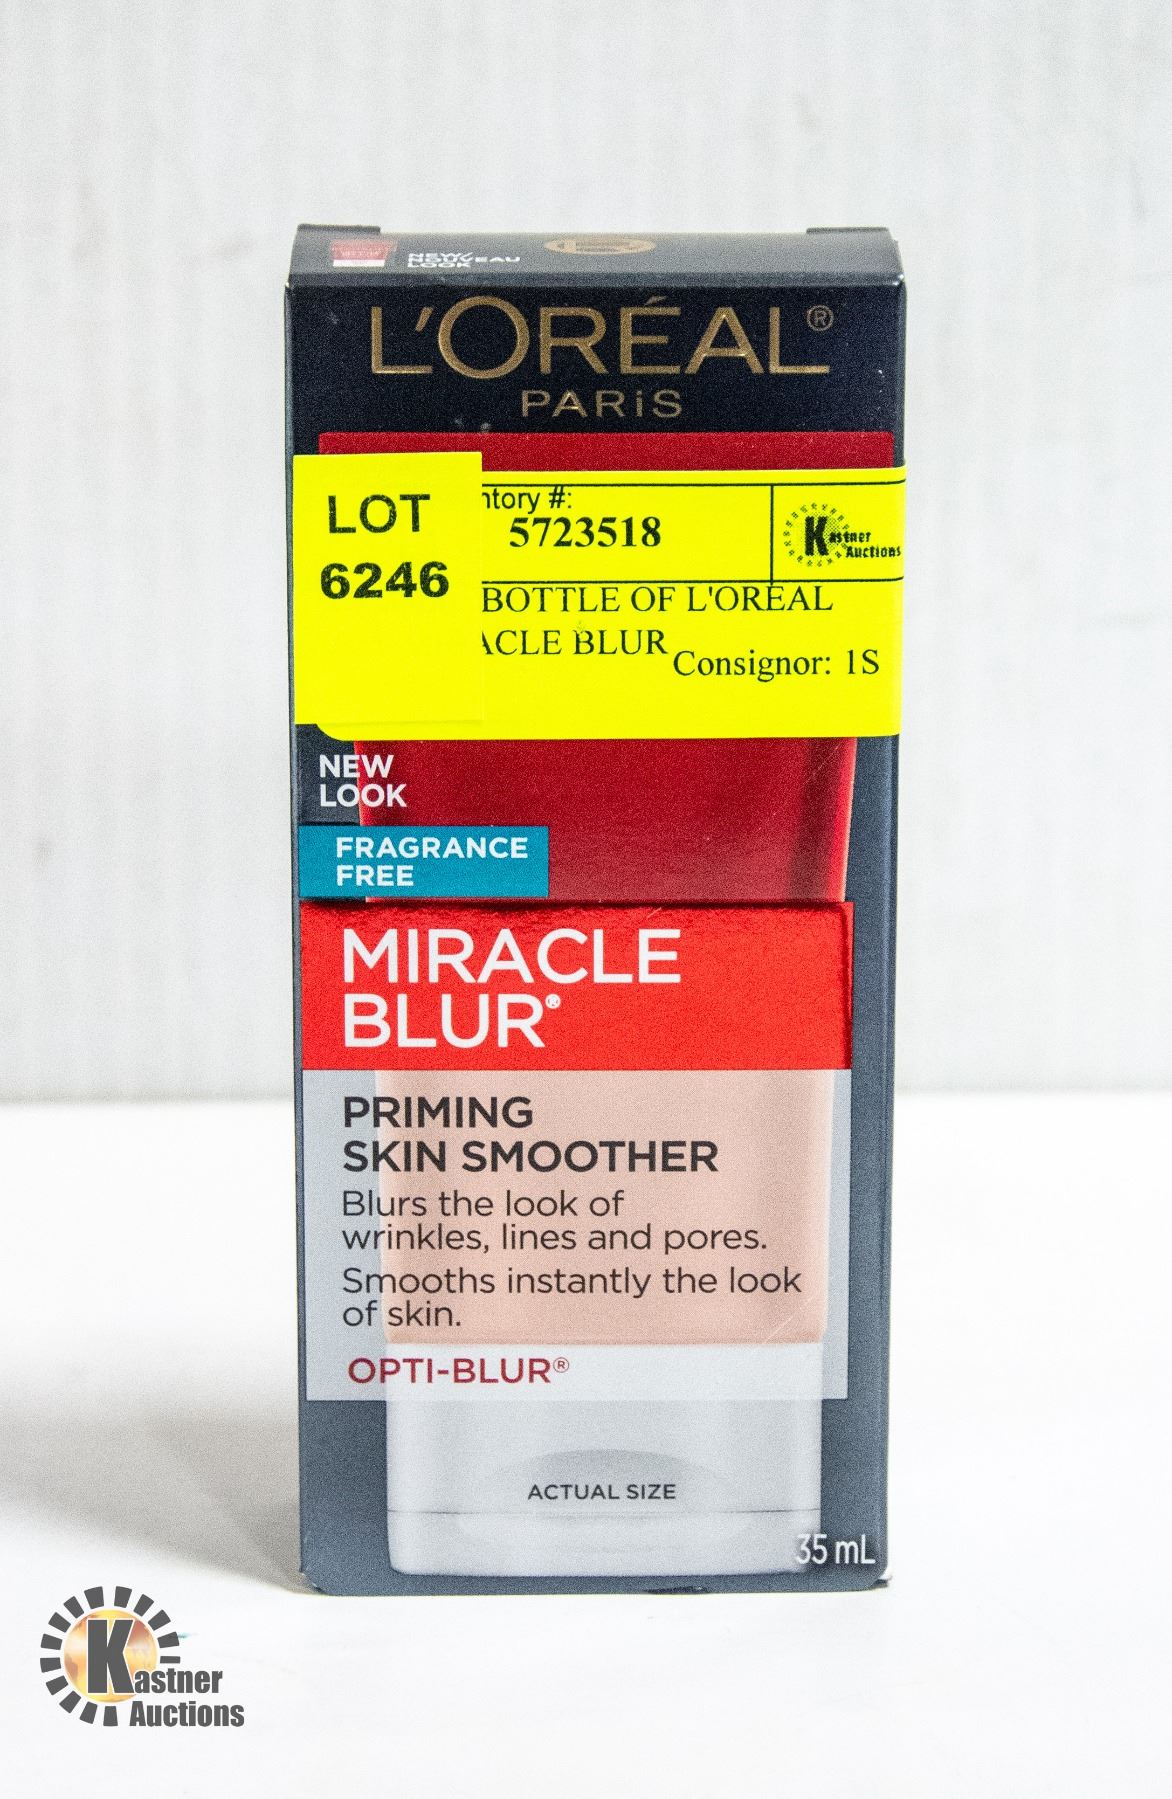 NEW/
NOUVEAU
LOOK
L'ORÉAL®
PARiS
LOT
6246
ntory #:
5723518
Kastner
Auctions
BOTTLE OF L'OREAL
ACLE BLUR
Consignor: 1S
NEW
LOOK
FRAGRANCE
FREE
MIRACLE
BLUR®
PRIMING
SKIN SMOOTHER
Blurs the look of
wrinkles, lines and pores.
Smooths instantly the look
of skin.
OPTI-BLUR®
ACTUAL SIZE
35 mL
Kastner
Auctions